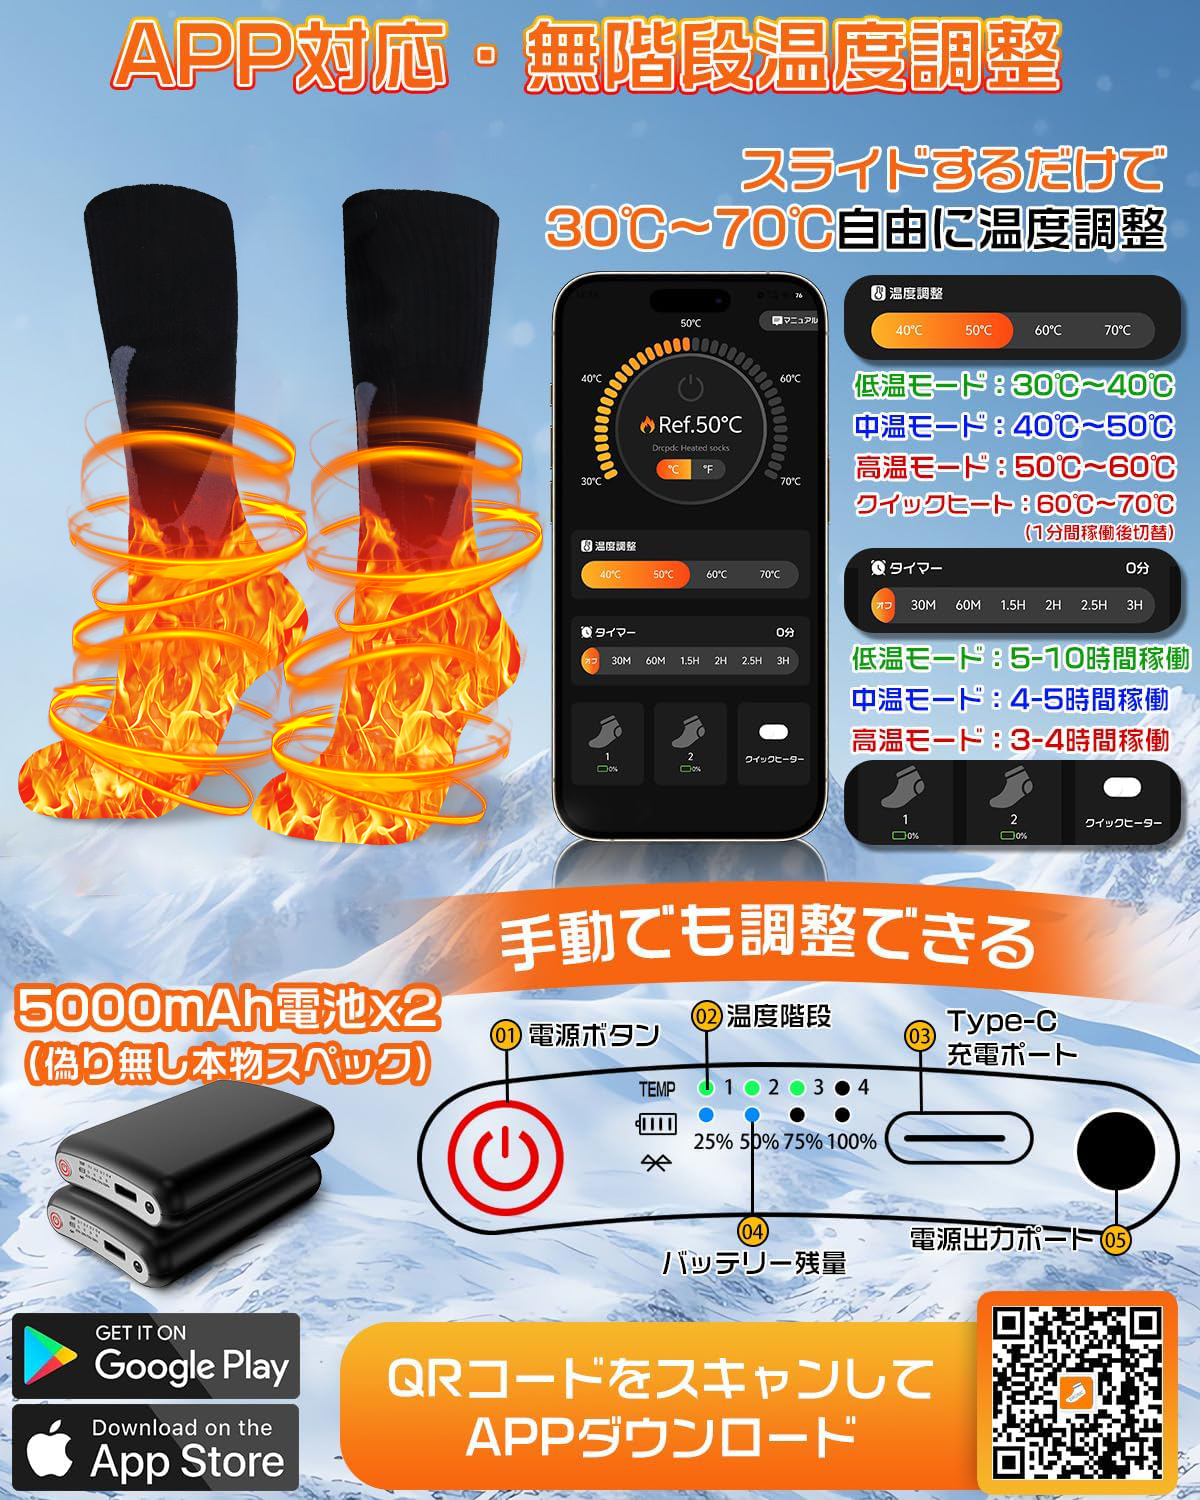 APP対応・無階段温度調整
スライドするだけで
30℃～70℃自由に温度調整
76
マニュアル
50℃
40℃
60℃
Ref.50℃
Drcpdc Heated socks
℃ °F
30℃
70℃
温度調整
40℃ 50℃ 60℃ 70℃
タイマー 0分
オフ 30M 60M 1.5H 2H 2.5H 3H
1 2 クイックヒーター
0% 0%
温度調整
40℃ 50℃ 60℃ 70℃
低温モード：30℃～40℃
中温モード：40℃～50℃
高温モード：50℃～60℃
クイックヒート：60℃～70℃
(1分間稼働後切替)
タイマー 0分
オフ 30M 60M 1.5H 2H 2.5H 3H
低温モード：5-10時間稼働
中温モード：4-5時間稼働
高温モード：3-4時間稼働
1 2 クイックヒーター
0% 0%
手動でも調整できる
5000mAh電池x2
(偽り無し本物スペック)
01 電源ボタン
02 温度階段
03 Type-C
充電ポート
TEMP 1 2 3 4
25% 50% 75% 100%
04
バッテリー残量
電源出力ポート 05
GET IT ON
Google Play
Download on the
App Store
QRコードをスキャンして
APPダウンロード